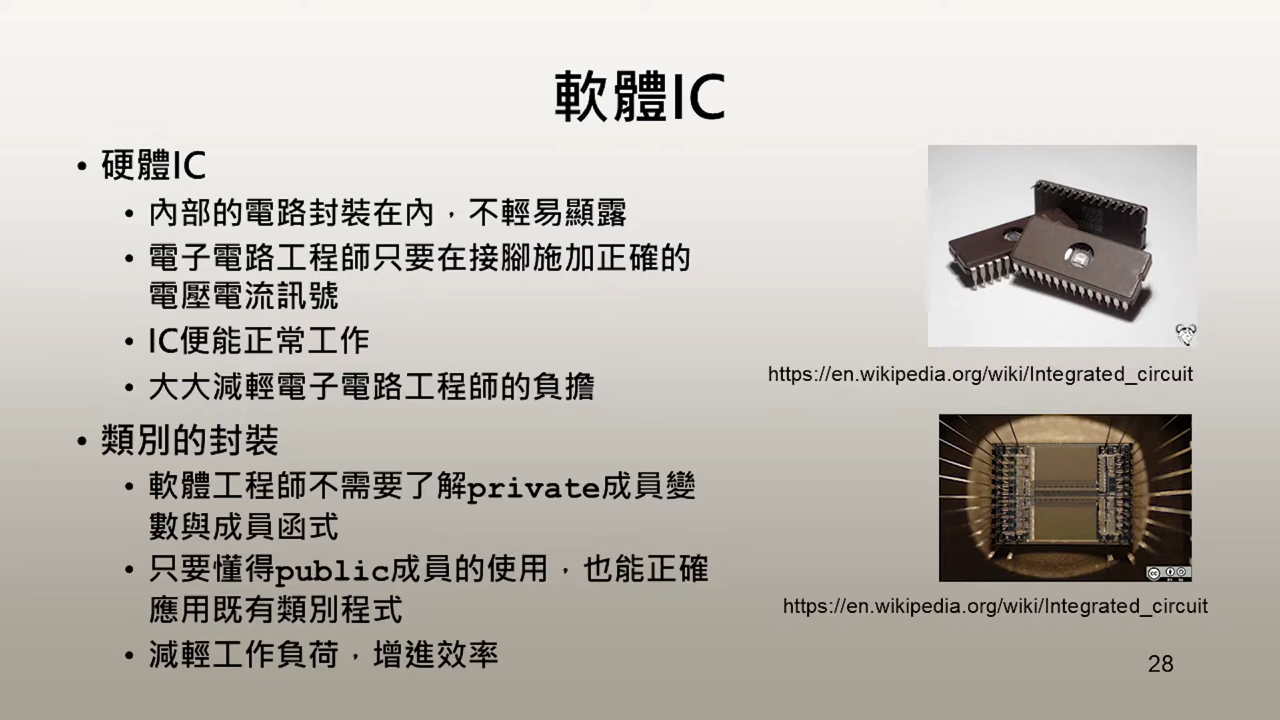 軟體IC
• 硬體IC
• 內部的電路封裝在內，不輕易顯露
• 電子電路工程師只要在接腳施加正確的
電壓電流訊號
• IC便能正常工作
• 大大減輕電子電路工程師的負擔
• 類別的封裝
• 軟體工程師不需要了解private成員變
數與成員函式
• 只要懂得public成員的使用，也能正確
應用既有類別程式
• 減輕工作負荷，增進效率
https://en.wikipedia.org/wiki/Integrated_circuit
https://en.wikipedia.org/wiki/Integrated_circuit
28